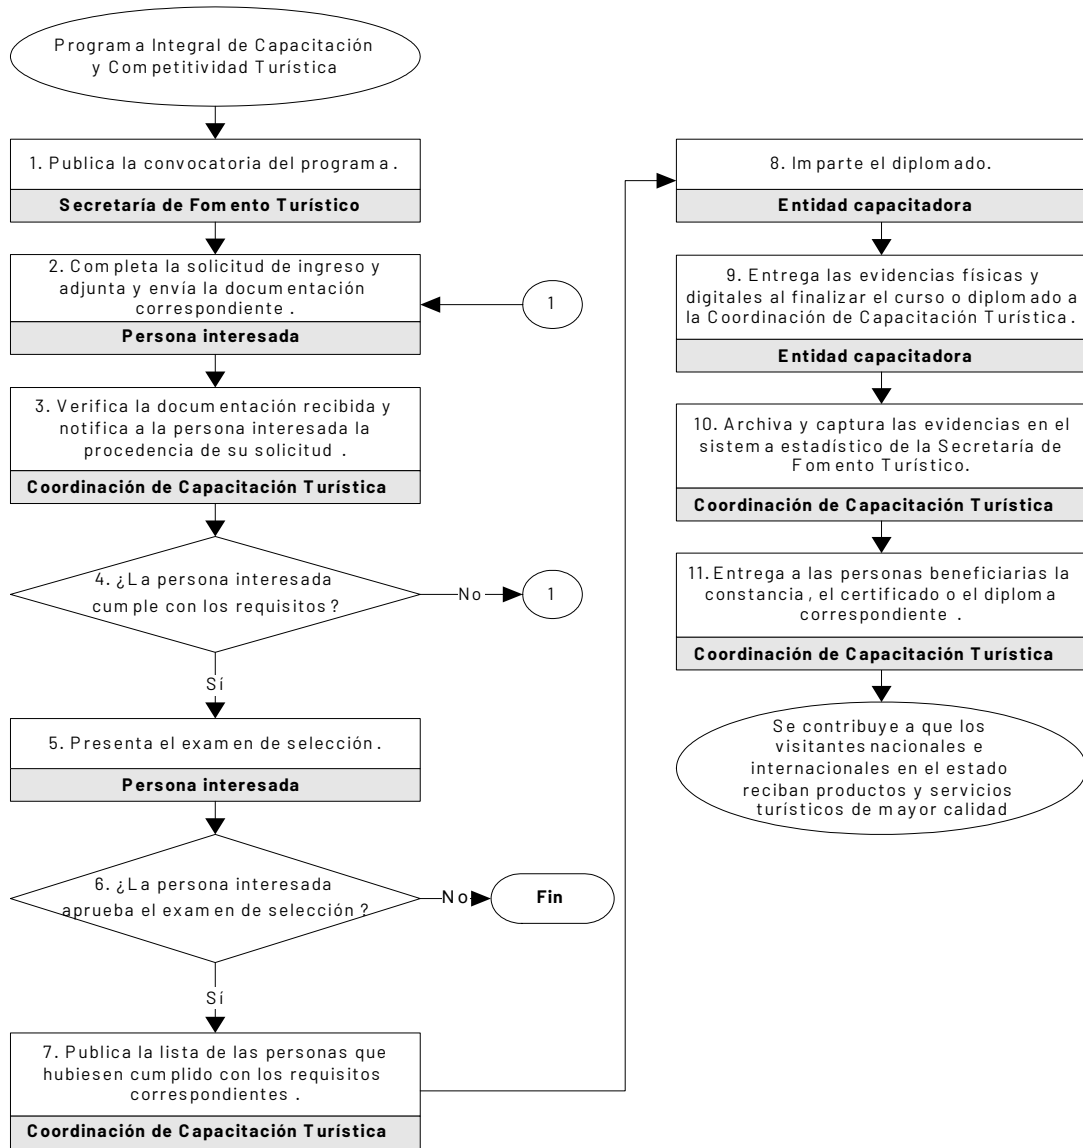 Programa Integral de Capacitación
y Competitividad Turística
1. Publica la convocatoria del programa.
Secretaría de Fomento Turístico
2. Completa la solicitud de ingreso y
adjunta y envía la documentación
correspondiente.
Persona interesada
1
3. Verifica la documentación recibida y
notifica a la persona interesada la
procedencia de su solicitud.
Coordinación de Capacitación Turística
4. ¿La persona interesada
cumple con los requisitos?
No
1
Sí
5. Presenta el examen de selección.
Persona interesada
6. ¿La persona interesada
aprueba el examen de selección?
No
Fin
Sí
7. Publica la lista de las personas que
hubiesen cumplido con los requisitos
correspondientes.
Coordinación de Capacitación Turística
8. Imparte el diplomado.
Entidad capacitadora
9. Entrega las evidencias físicas y
digitales al finalizar el curso o diplomado a
la Coordinación de Capacitación Turística.
Entidad capacitadora
10. Archiva y captura las evidencias en el
sistema estadístico de la Secretaría de
Fomento Turístico.
Coordinación de Capacitación Turística
11. Entrega a las personas beneficiarias la
constancia, el certificado o el diploma
correspondiente.
Coordinación de Capacitación Turística
Se contribuye a que los
visitantes nacionales e
internacionales en el estado
reciban productos y servicios
turísticos de mayor calidad